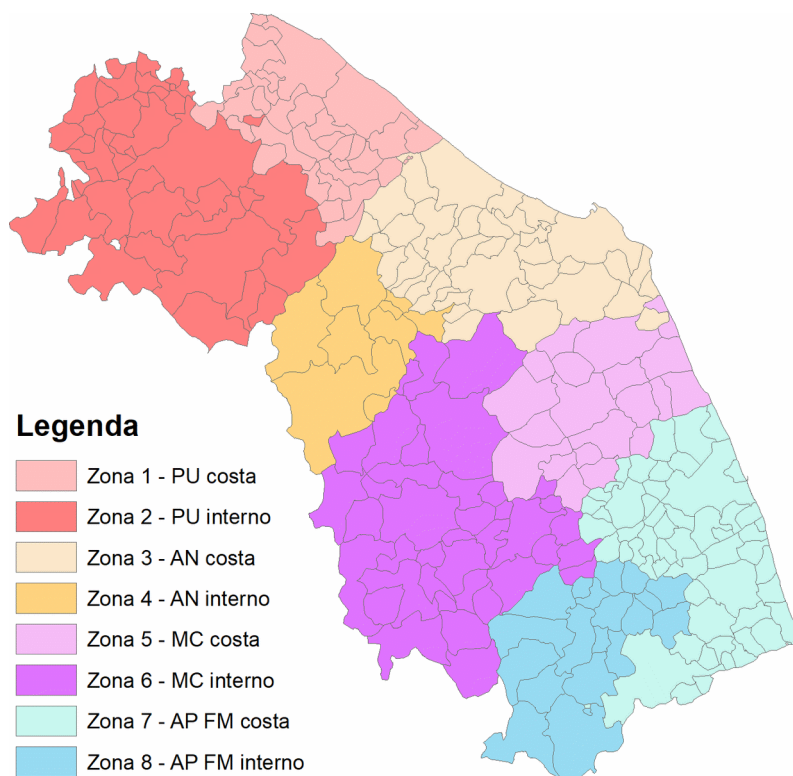 Legenda
Zona 1 - PU costa
Zona 2 - PU interno
Zona 3 - AN costa
Zona 4 - AN interno
Zona 5 - MC costa
Zona 6 - MC interno
Zona 7 - AP FM costa
Zona 8 - AP FM interno